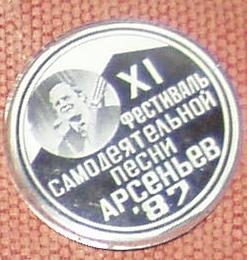 XI
ФЕСТИВАЛЬ
САМОДЕЯТЕЛЬНОЙ
ПЕСНИ
АРСЕНЬЕВ
'87